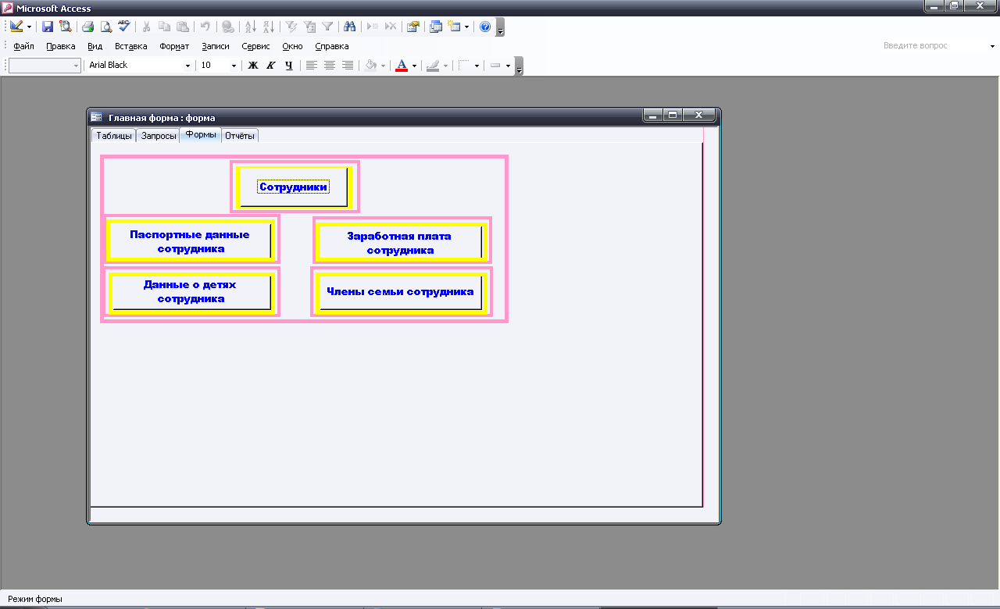 Microsoft Access
Файл Правка Вид Вставка Формат Записи Сервис Окно Справка
Введите вопрос
Arial Black 10 Ж К Ч
Главная форма : форма
Таблицы Запросы Формы Отчёты
Сотрудники
Паспортные данные
сотрудника
Заработная плата
сотрудника
Данные о детях
сотрудника
Члены семьи сотрудника
Режим формы